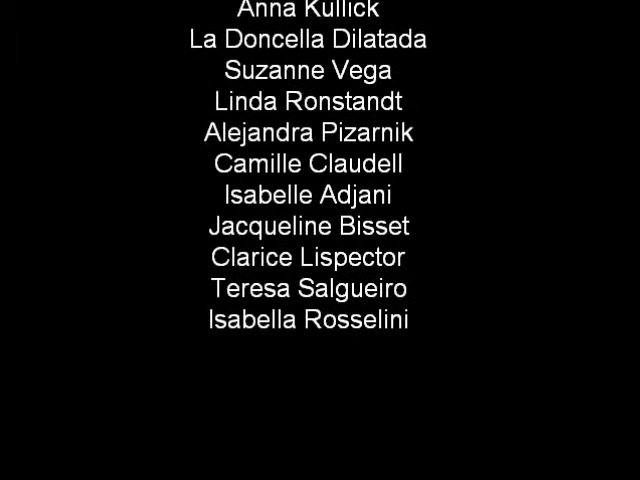 Anna Kullick
La Doncella Dilatada
Suzanne Vega
Linda Ronstandt
Alejandra Pizarnik
Camille Claudell
Isabelle Adjani
Jacqueline Bisset
Clarice Lispector
Teresa Salgueiro
Isabella Rosselini